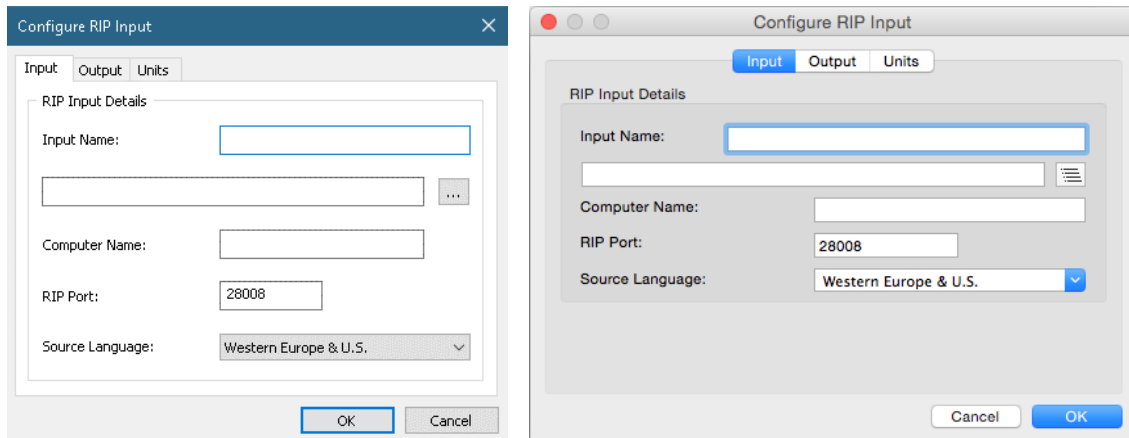 Configure RIP Input
Input Output Units
RIP Input Details
Input Name:
...
Computer Name:
RIP Port: 28008
Source Language: Western Europe & U.S.
OK Cancel
Configure RIP Input
Input Output Units
RIP Input Details
Input Name:
Computer Name:
RIP Port: 28008
Source Language: Western Europe & U.S.
Cancel OK